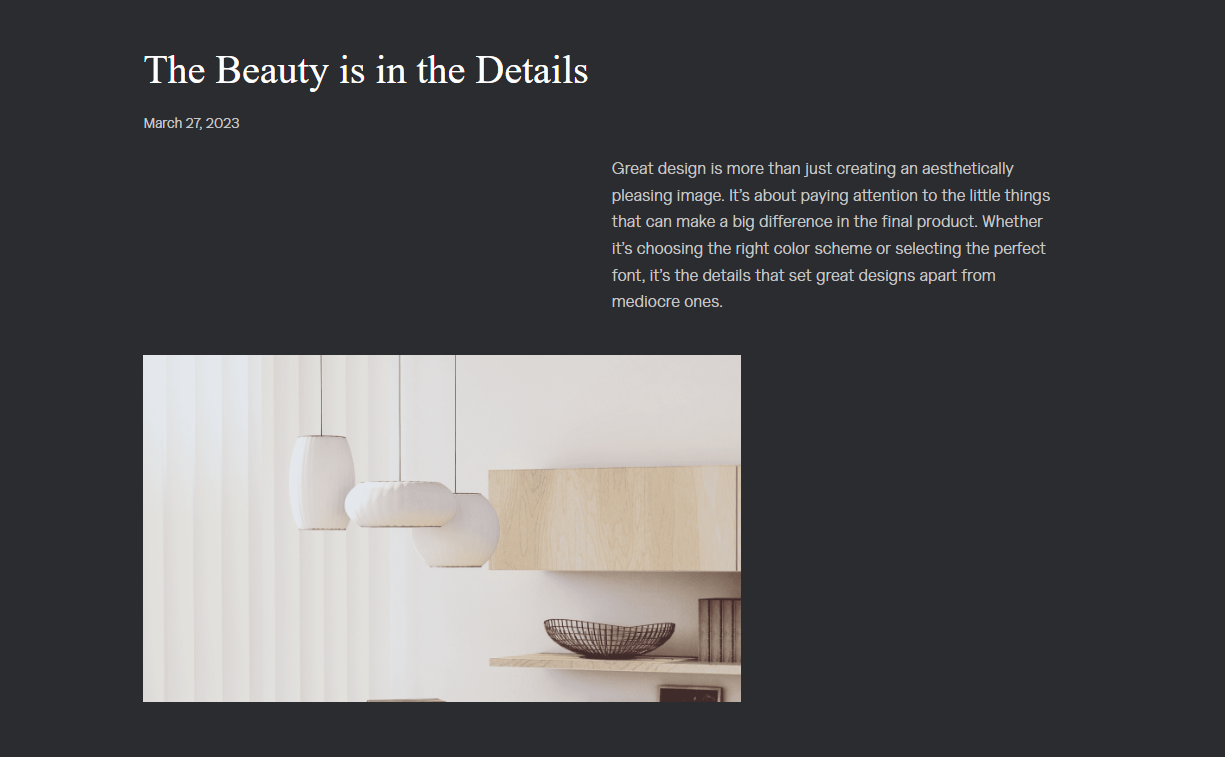 The Beauty is in the Details
March 27, 2023
Great design is more than just creating an aesthetically
pleasing image. It’s about paying attention to the little things
that can make a big difference in the final product. Whether
it’s choosing the right color scheme or selecting the perfect
font, it’s the details that set great designs apart from
mediocre ones.